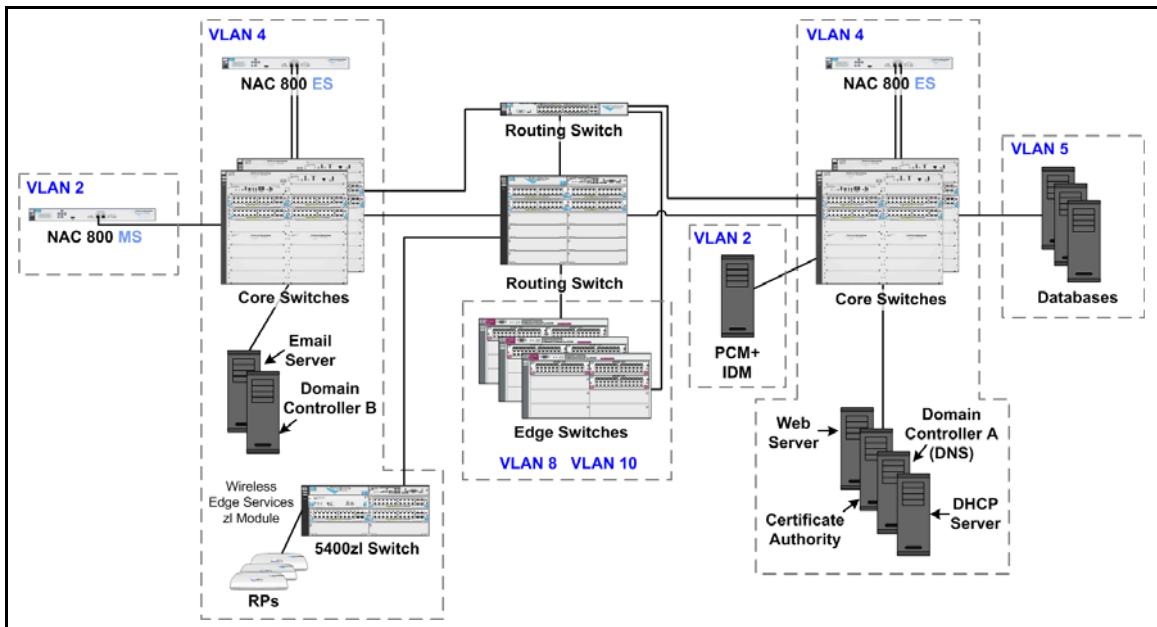 VLAN 4
NAC 800 ES
VLAN 2
NAC 800 MS
Core Switches
Email
Server
Domain
Controller B
Wireless
Edge Services
zl Module
5400zl Switch
RPs
Routing Switch
Routing Switch
Edge Switches
VLAN 8 VLAN 10
VLAN 2
PCM+
IDM
VLAN 4
NAC 800 ES
Core Switches
VLAN 5
Databases
Web
Server
Domain
Controller A
(DNS)
Certificate
Authority
DHCP
Server